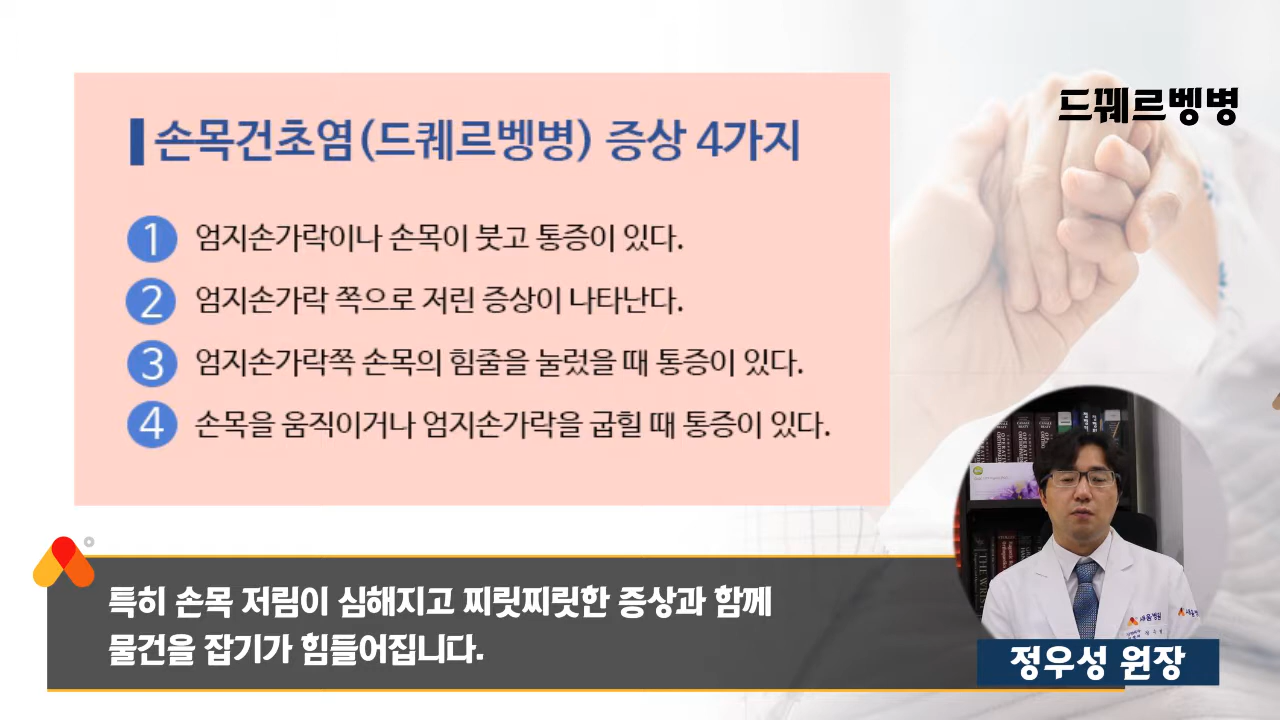 드꿰르벵병
손목건초염(드퀘르벵병) 증상 4가지
1 엄지손가락이나 손목이 붓고 통증이 있다.
2 엄지손가락 쪽으로 저린 증상이 나타난다.
3 엄지손가락쪽 손목의 힘줄을 눌렀을 때 통증이 있다.
4 손목을 움직이거나 엄지손가락을 굽힐 때 통증이 있다.
특히 손목 저림이 심해지고 찌릿찌릿한 증상과 함께
물건을 잡기가 힘들어집니다.
정우성 원장